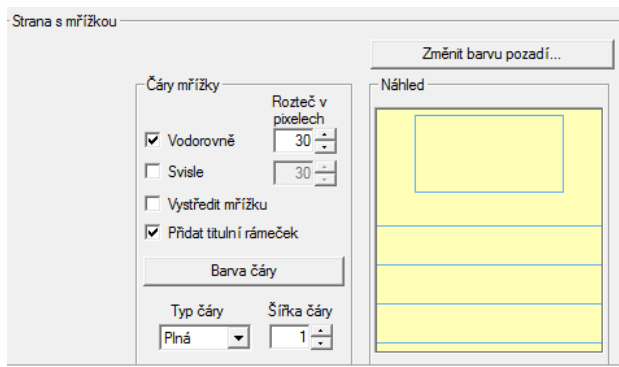 Strana s mřížkou
Změnit barvu pozadí...
Čáry mřížky
Rozteč v
pixelech
Vodorovně 30
Svisle 30
Vystředit mřížku
Přidat titulní rámeček
Barva čáry
Typ čáry Šířka čáry
Plná 1
Náhled